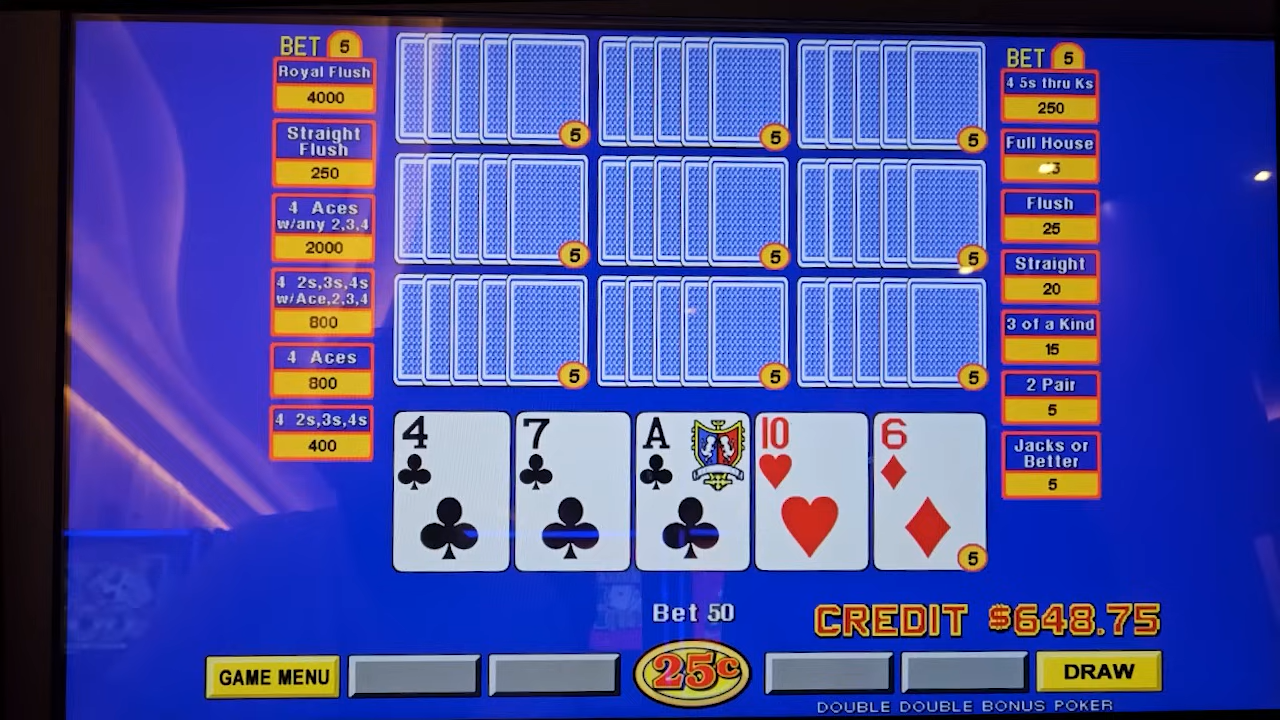 BET 5
Royal Flush
4000
Straight
Flush
250
4 Aces
w/any 2,3,4
2000
4 2s,3s,4s
w/Ace,2,3,4
800
4 Aces
800
4 2s,3s,4s
400
5 5 5
5 5 5
5 5 5
BET 5
4 5s thru Ks
250
Full House
Flush
25
Straight
20
3 of a Kind
15
2 Pair
5
Jacks or
Better
5
4 7 A 10 6
5
Bet 50
CREDIT $648.75
GAME MENU
25¢
DRAW
DOUBLE DOUBLE BONUS POKER